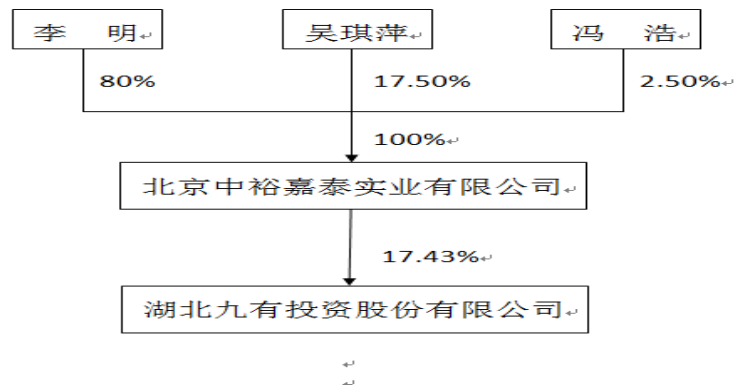 李 明 吴琪萍 冯 浩
80% 17.50% 2.50%
100%
北京中裕嘉泰实业有限公司
17.43%
湖北九有投资股份有限公司